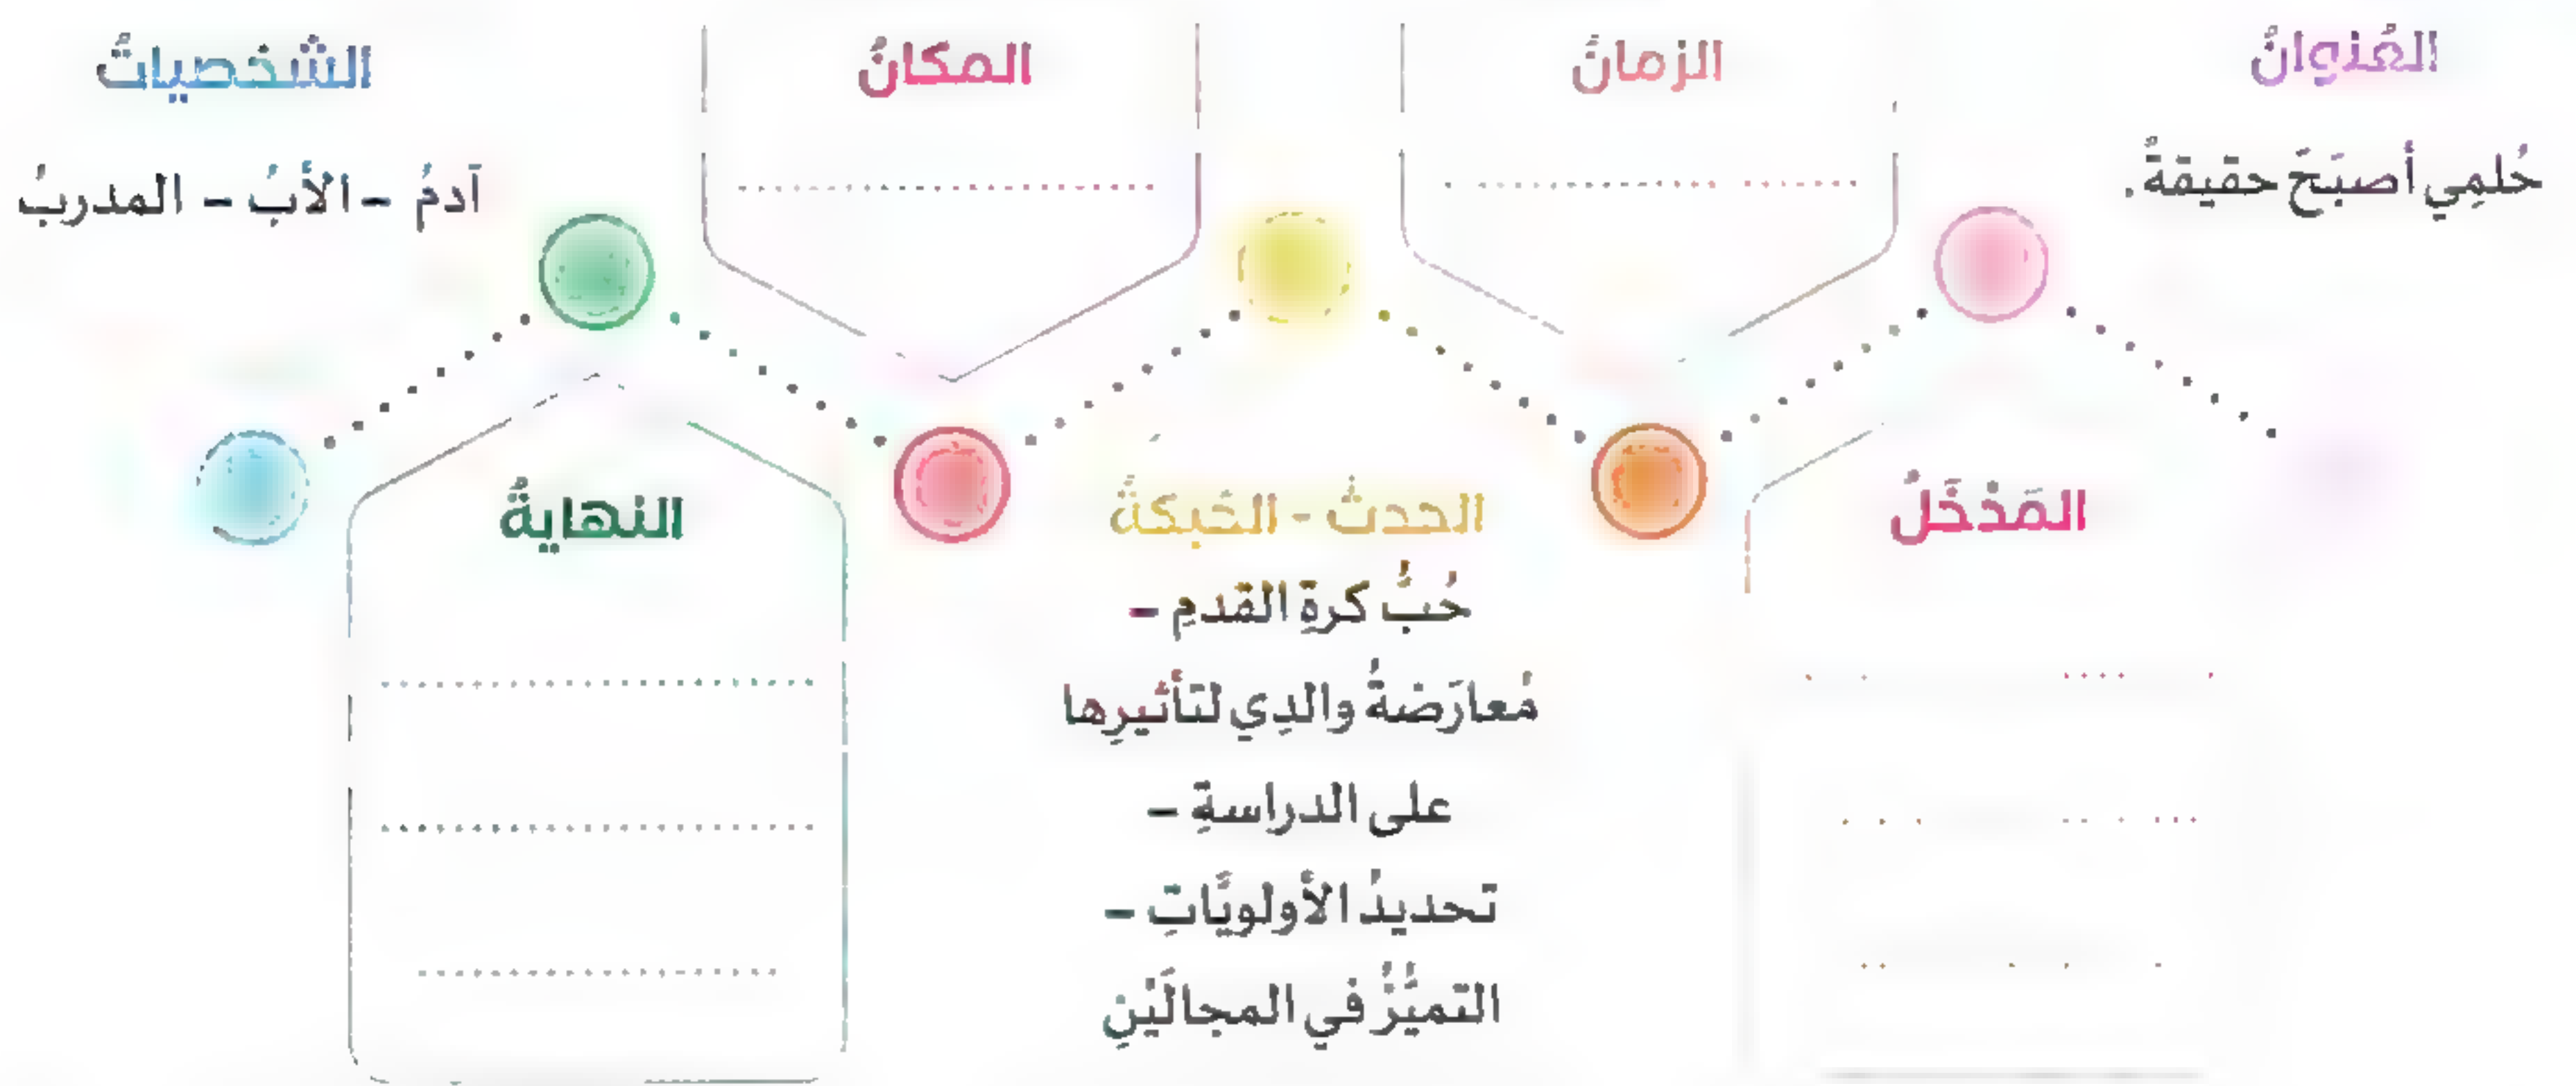 العُنوانُ
حُلمِي أصبَحَ حقيقةً.
الزمانُ
المكانُ
الشخصياتُ
آدمُ – الأبُ – المدربُ
المَدْخَلُ
الحدثُ - الحَبكةُ
حُبُّ كرةِ القدمِ –
مُعارَضةُ والدِي لتأثيرِها
على الدراسةِ –
تحديدُ الأولويَّاتِ –
التميُّزُ في المجالَيْنِ
النهايةُ